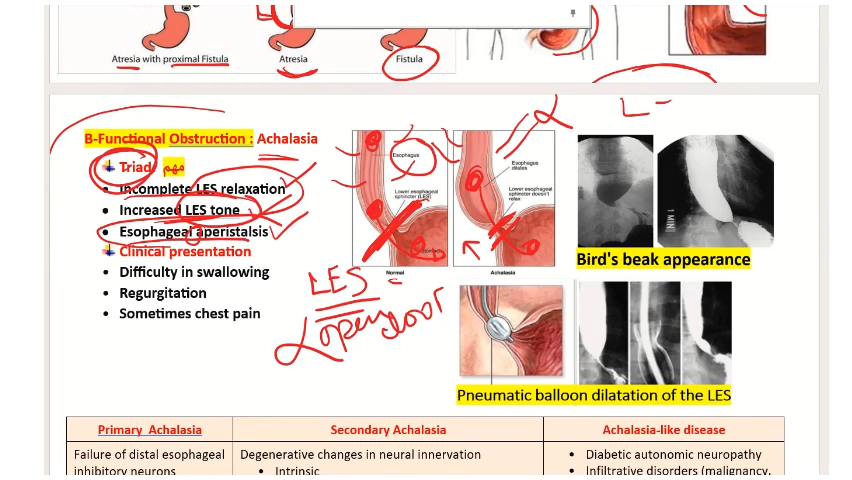 Atresia with proximal Fistula
Atresia
Fistula
B-Functional Obstruction : Achalasia
Triad مهم
Incomplete LES relaxation
Increased LES tone
Esophageal aperistalsis
Clinical presentation
Difficulty in swallowing
Regurgitation
Sometimes chest pain
Esophagus
Lower esophageal
sphincter (LES)
Normal
Esophagus
dilates
Lower esophageal
sphincter doesn't
relax
Achalasia
LES
open door
L
1 MIN
Bird's beak appearance
Pneumatic balloon dilatation of the LES
Primary Achalasia
Secondary Achalasia
Achalasia-like disease
Failure of distal esophageal
inhibitory neurons
Degenerative changes in neural innervation
Intrinsic
Diabetic autonomic neuropathy
Infiltrative disorders (malignancy,